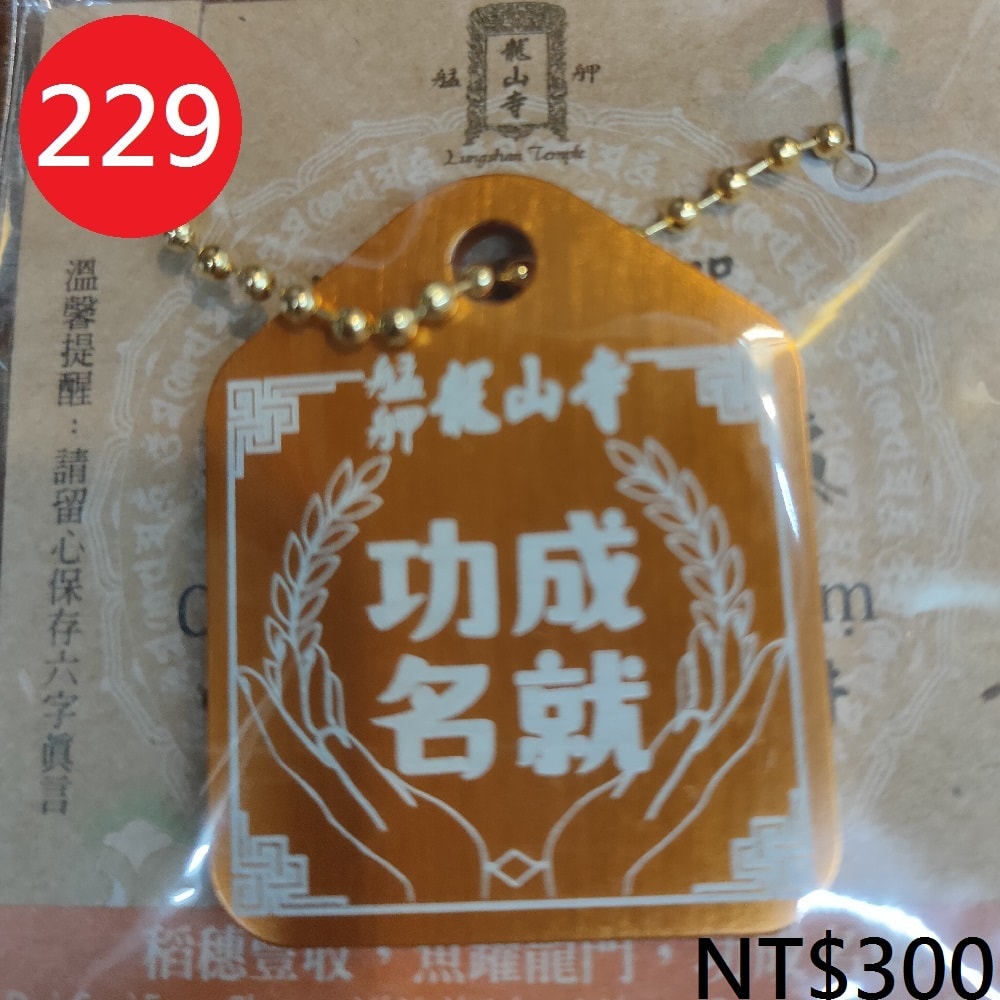 229
艋舺
龍山寺
Lungshan Temple
溫馨提醒：請留心保存六字真言
艋舺龍山寺
功成
名就
稻穗豐收，魚躍龍門，
NT$300